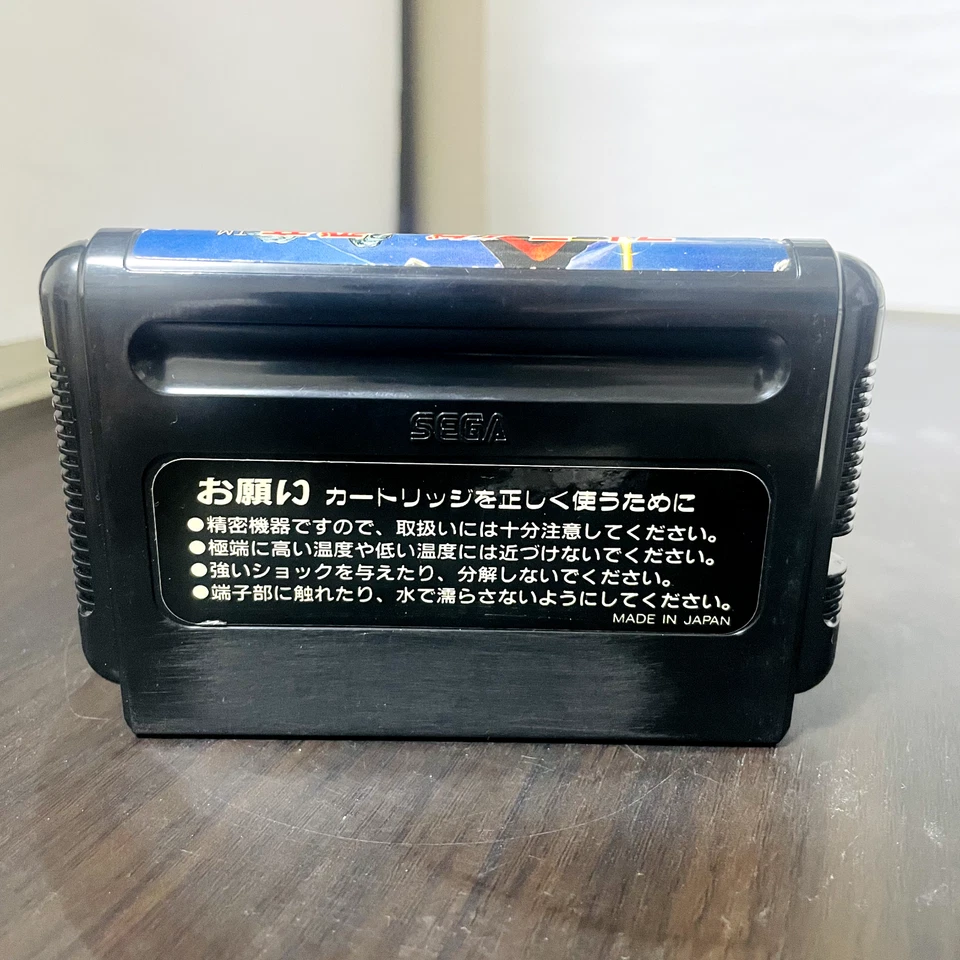 TM
SEGA
お願い カートリッジを正しく使うために
●精密機器ですので、取扱いには十分注意してください。
●極端に高い温度や低い温度には近づけないでください。
●強いショックを与えたり、分解しないでください。
●端子部に触れたり、水で濡らさないようにしてください。
MADE IN JAPAN